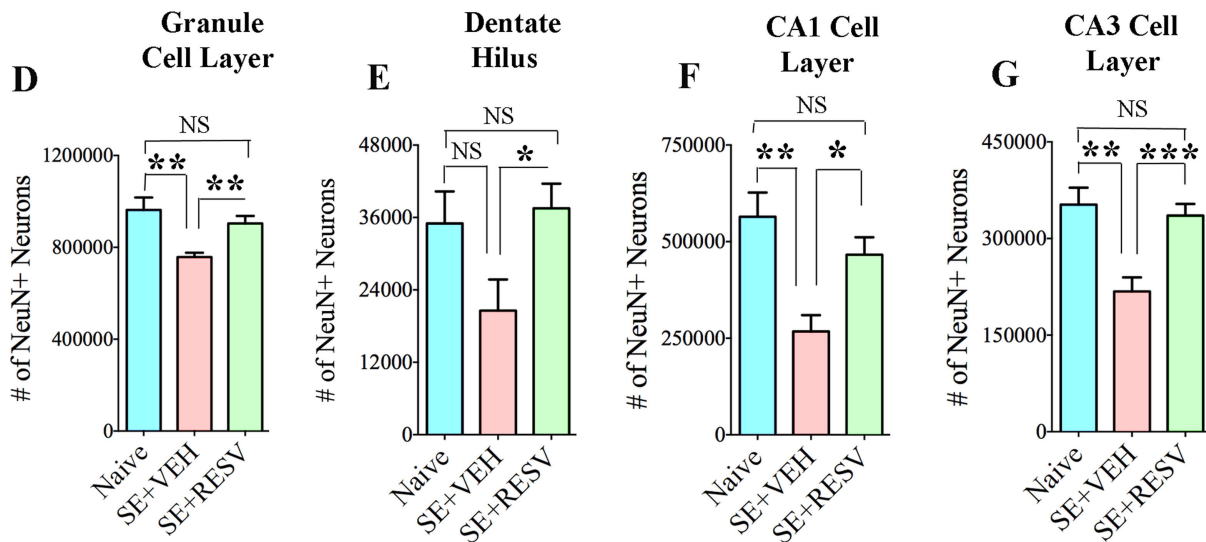 D
Granule
Cell Layer
NS
**
**
# of NeuN+ Neurons
1200000
800000
400000
0
Naive
SE+VEH
SE+RESV
E
Dentate
Hilus
NS
NS
*
# of NeuN+ Neurons
48000
36000
24000
12000
0
Naive
SE+VEH
SE+RESV
F
CA1 Cell
Layer
NS
**
*
# of NeuN+ Neurons
750000
500000
250000
0
Naive
SE+VEH
SE+RESV
G
CA3 Cell
Layer
NS
**
***
# of NeuN+ Neurons
450000
300000
150000
0
Naive
SE+VEH
SE+RESV